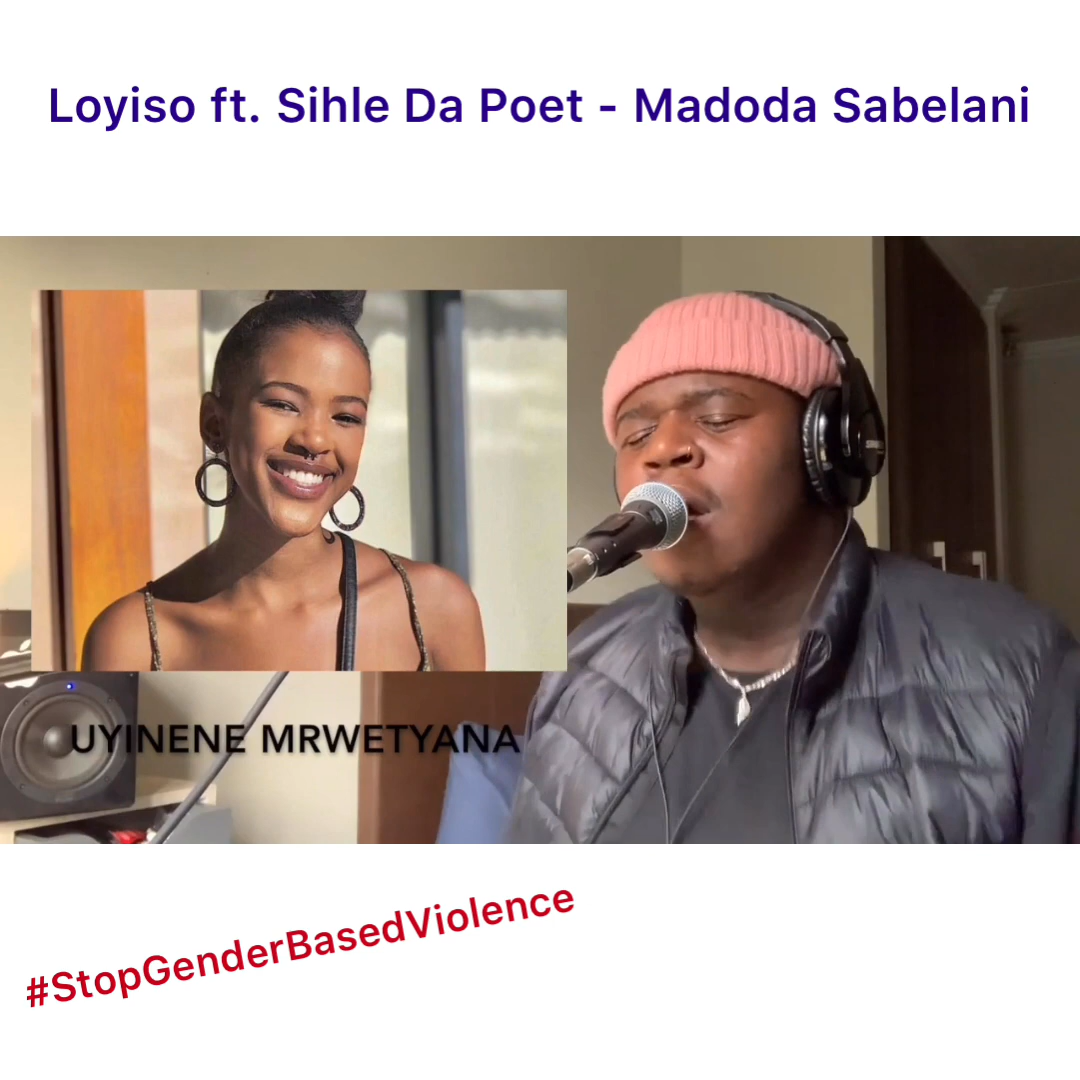 Loyiso ft. Sihle Da Poet - Madoda Sabelani
UYINENE MRWETYANA
#StopGenderBasedViolence